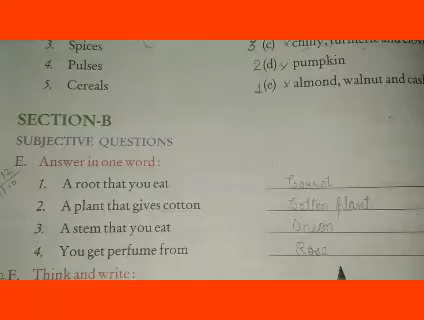 3. Spices 3 (c) x chilly, turmeric and clove
4. Pulses 2 (d) x pumpkin
5. Cereals 1 (e) x almond, walnut and cas
SECTION-B
SUBJECTIVE QUESTIONS
E. Answer in one word:
1. A root that you eat Carrot
2. A plant that gives cotton Cotton plant
3. A stem that you eat Onion
4. You get perfume from Rose
F. Think and write: